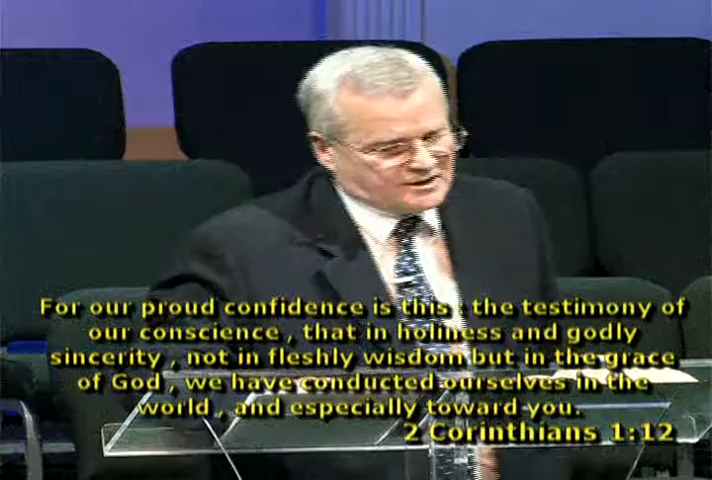 For our proud confidence is this : the testimony of
our conscience , that in holiness and godly
sincerity , not in fleshly wisdom but in the grace
of God , we have conducted ourselves in the
world , and especially toward you.
2 Corinthians 1:12